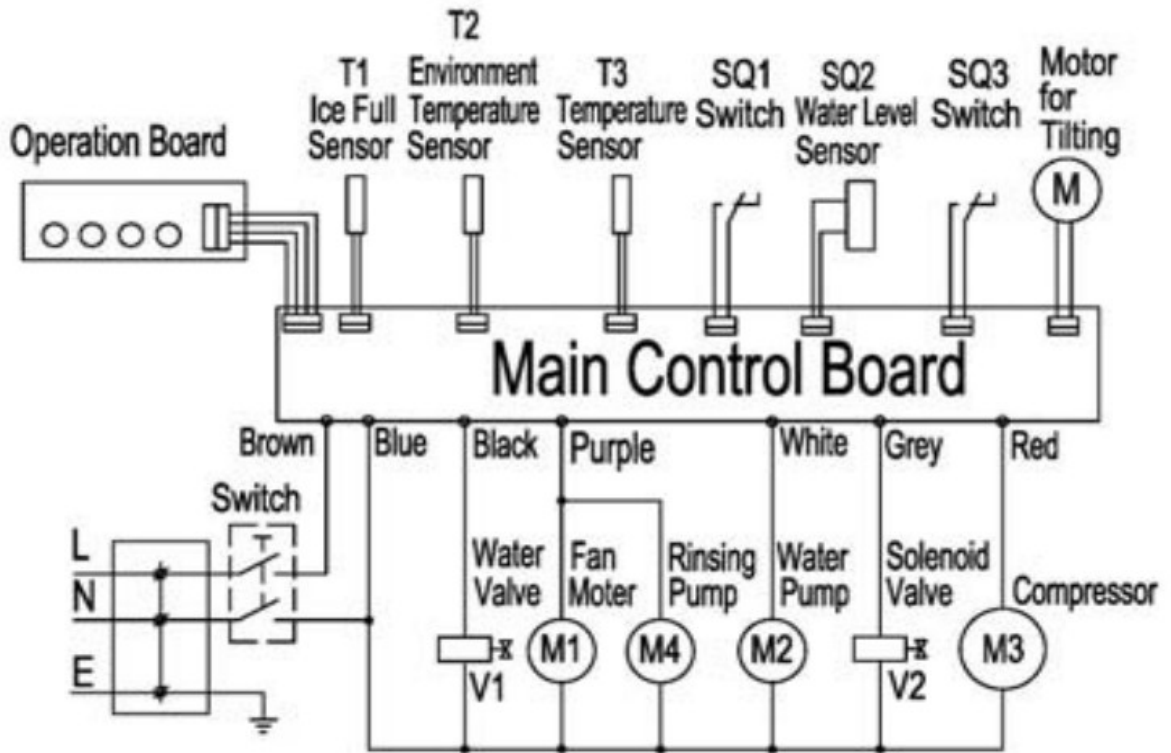 T2
T1
Environment
T3
SQ1
SQ2
SQ3
Motor
Ice Full
Temperature
Temperature
Switch
Water Level
Switch
for
Operation Board
Sensor
Sensor
Sensor
Sensor
Tilting
M
Main Control Board
Brown
Blue
Black
Purple
White
Grey
Red
Switch
L
N
E
Water
Valve
Fan
Moter
Rinsing
Pump
Water
Pump
Solenoid
Valve
Compressor
M1
M4
M2
M3
V1
V2